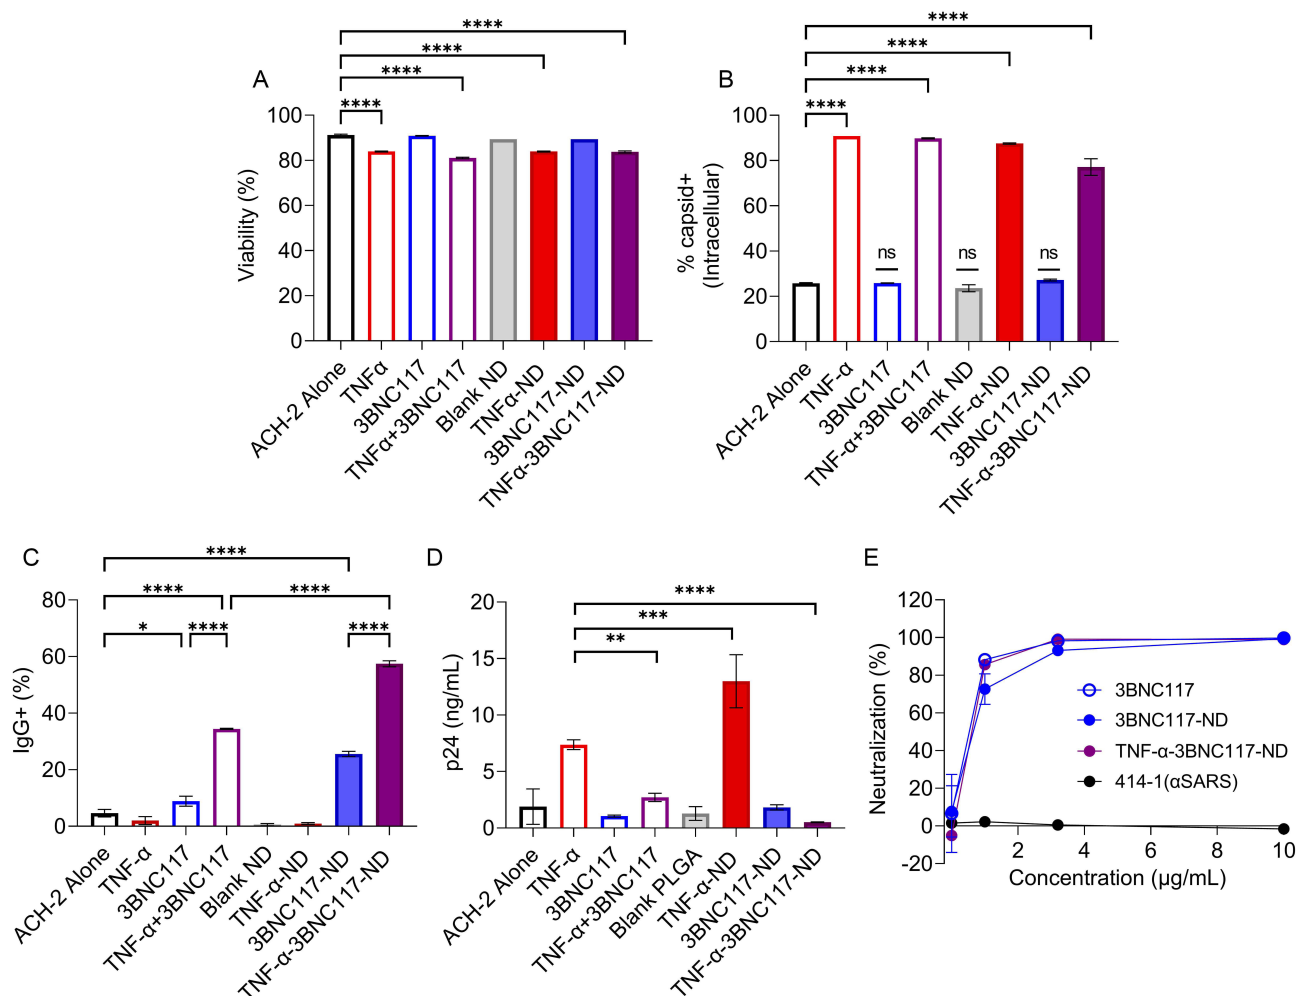 A
****
****
****
****
Viability (%)
100
80
60
40
20
0
ACH-2 Alone
TNFα
3BNC117
TNFα+3BNC117
Blank ND
TNFα-ND
3BNC117-ND
TNFα-3BNC117-ND
B
****
****
****
****
% capsid+
(Intracellular)
100
80
60
40
20
0
ns
ns
ns
ACH-2 Alone
TNF-α
3BNC117
TNF-α+3BNC117
Blank ND
TNF-α-ND
3BNC117-ND
TNF-α-3BNC117-ND
C
****
**** ****
* **** ****
IgG+ (%)
80
60
40
20
0
ACH-2 Alone
TNF-α
3BNC117
TNF-α+3BNC117
Blank ND
TNF-α-ND
3BNC117-ND
TNF-α-3BNC117-ND
D
****
***
**
p24 (ng/mL)
20
15
10
5
0
ACH-2 Alone
TNF-α
3BNC117
TNF-α+3BNC117
Blank PLGA
TNF-α-ND
3BNC117-ND
TNF-α-3BNC117-ND
E
Neutralization (%)
120
100
80
60
40
20
0
-20
3BNC117
3BNC117-ND
TNF-α-3BNC117-ND
414-1(αSARS)
2 4 6 8 10
Concentration (μg/mL)